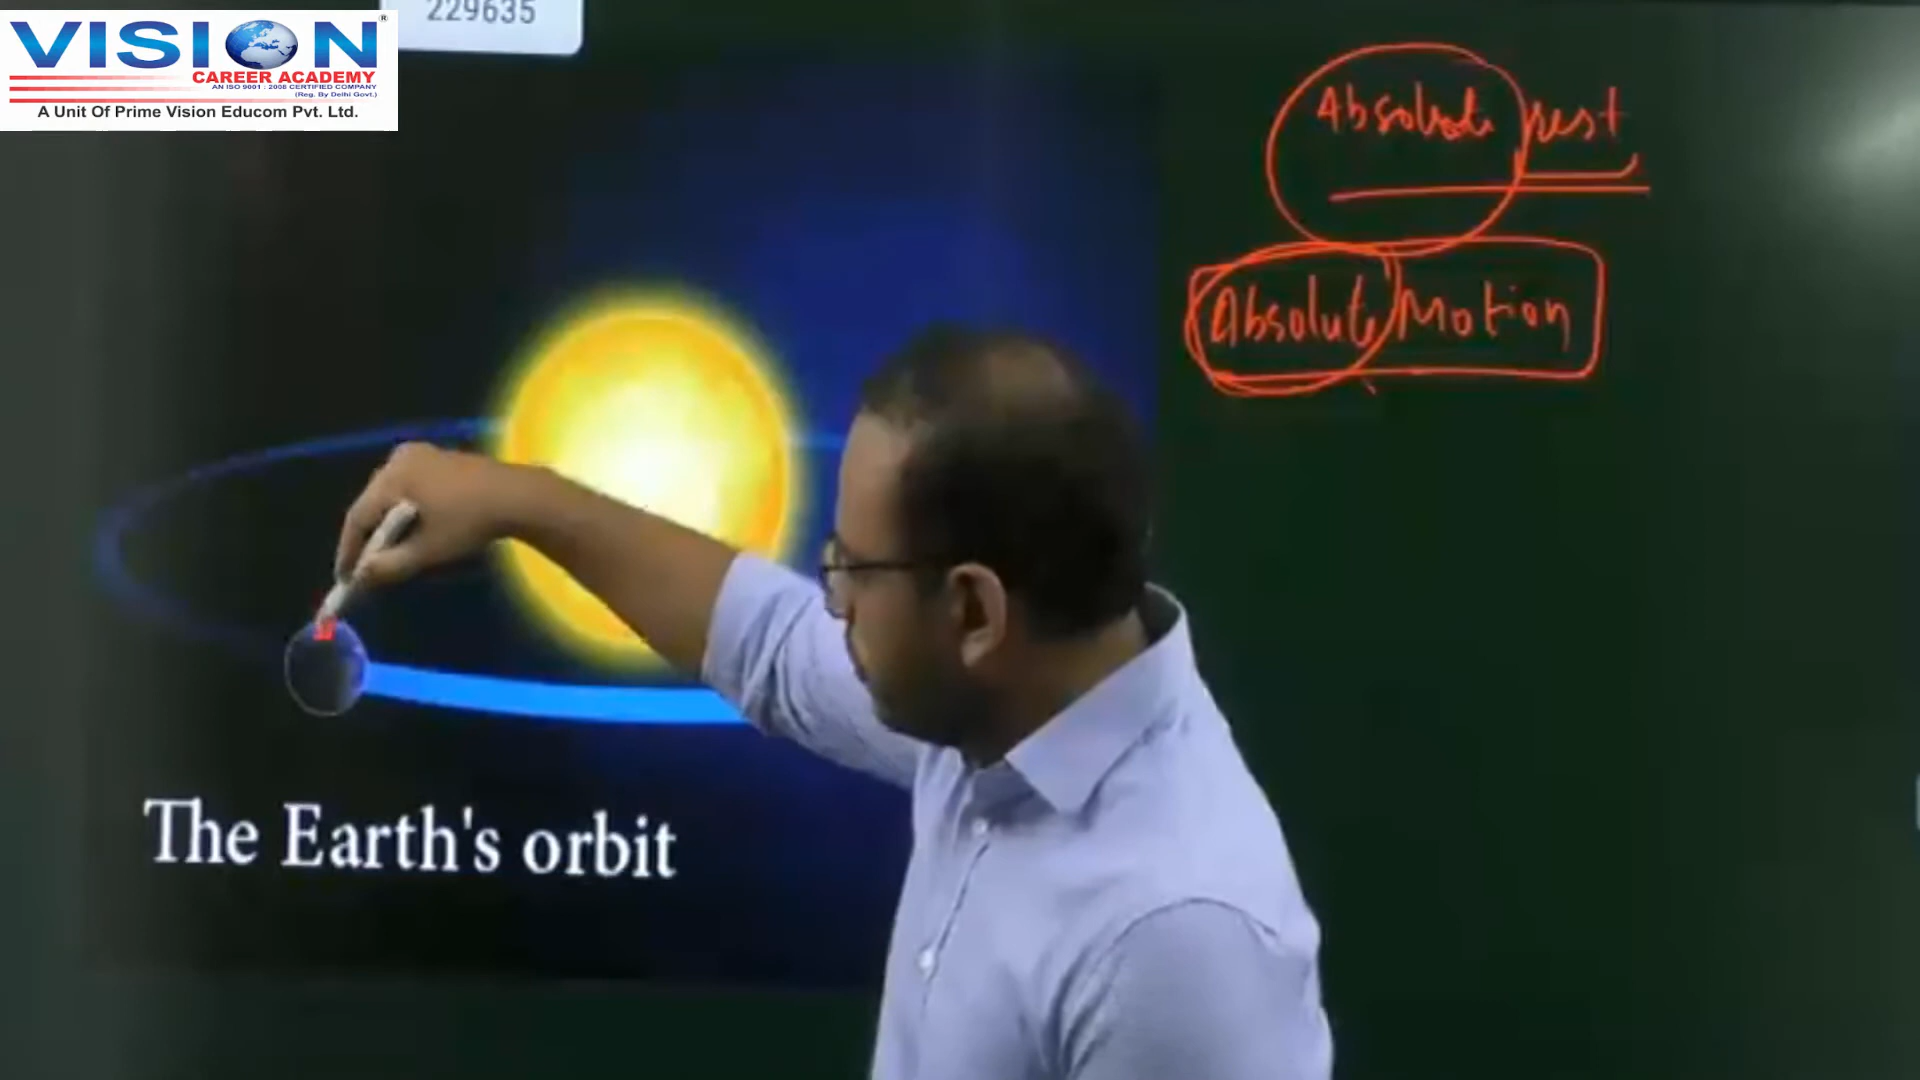 VISION
®
CAREER ACADEMY
AN ISO 9001 : 2008 CERTIFIED COMPANY
(Reg. By Delhi Govt.)
A Unit Of Prime Vision Educom Pvt. Ltd.
229635
Absolute rest
Absolute Motion
The Earth's orbit